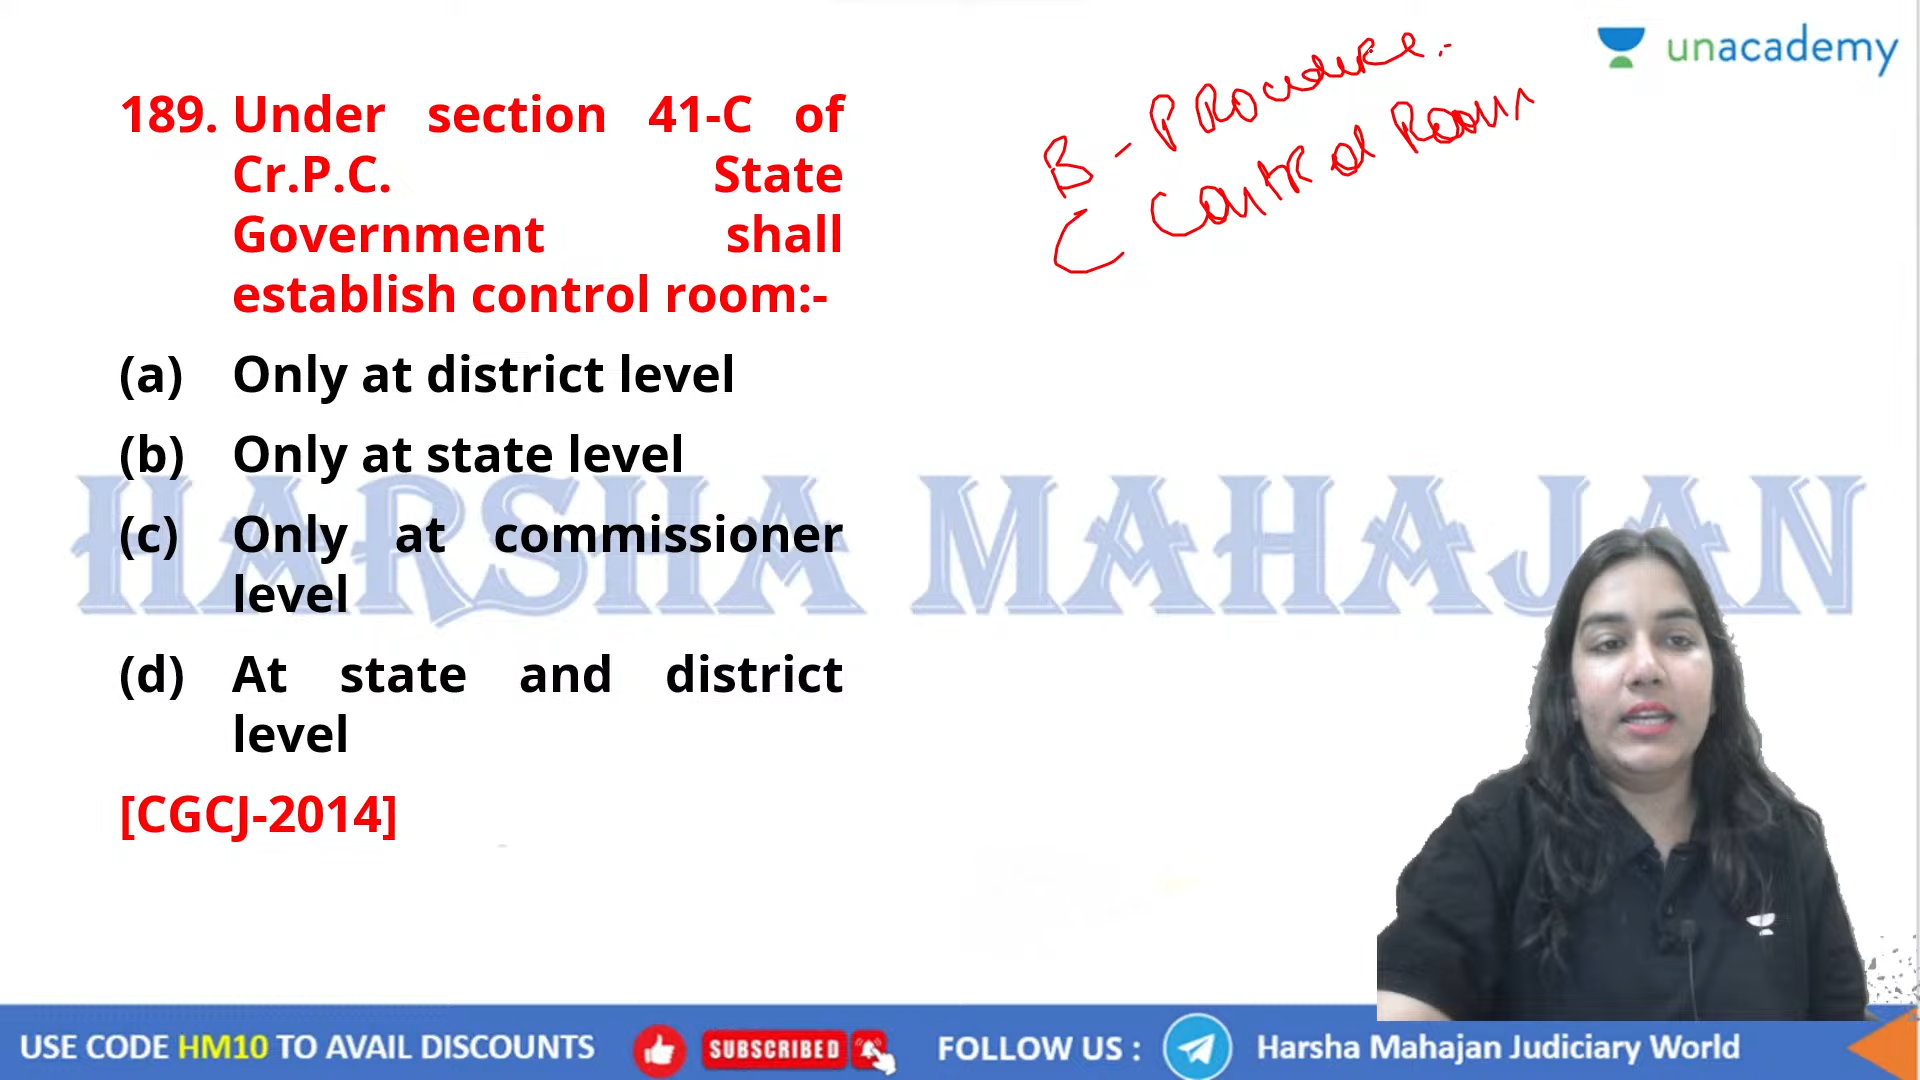 unacademy
B - Procedure :-
C Control Room
189. Under section 41-C of
Cr.P.C. State
Government shall
establish control room:-
(a) Only at district level
(b) Only at state level
(c) Only at commissioner
level
(d) At state and district
level
[CGCJ-2014]
HARSHA MAHAJAN
USE CODE HM10 TO AVAIL DISCOUNTS
SUBSCRIBED
FOLLOW US :
Harsha Mahajan Judiciary World